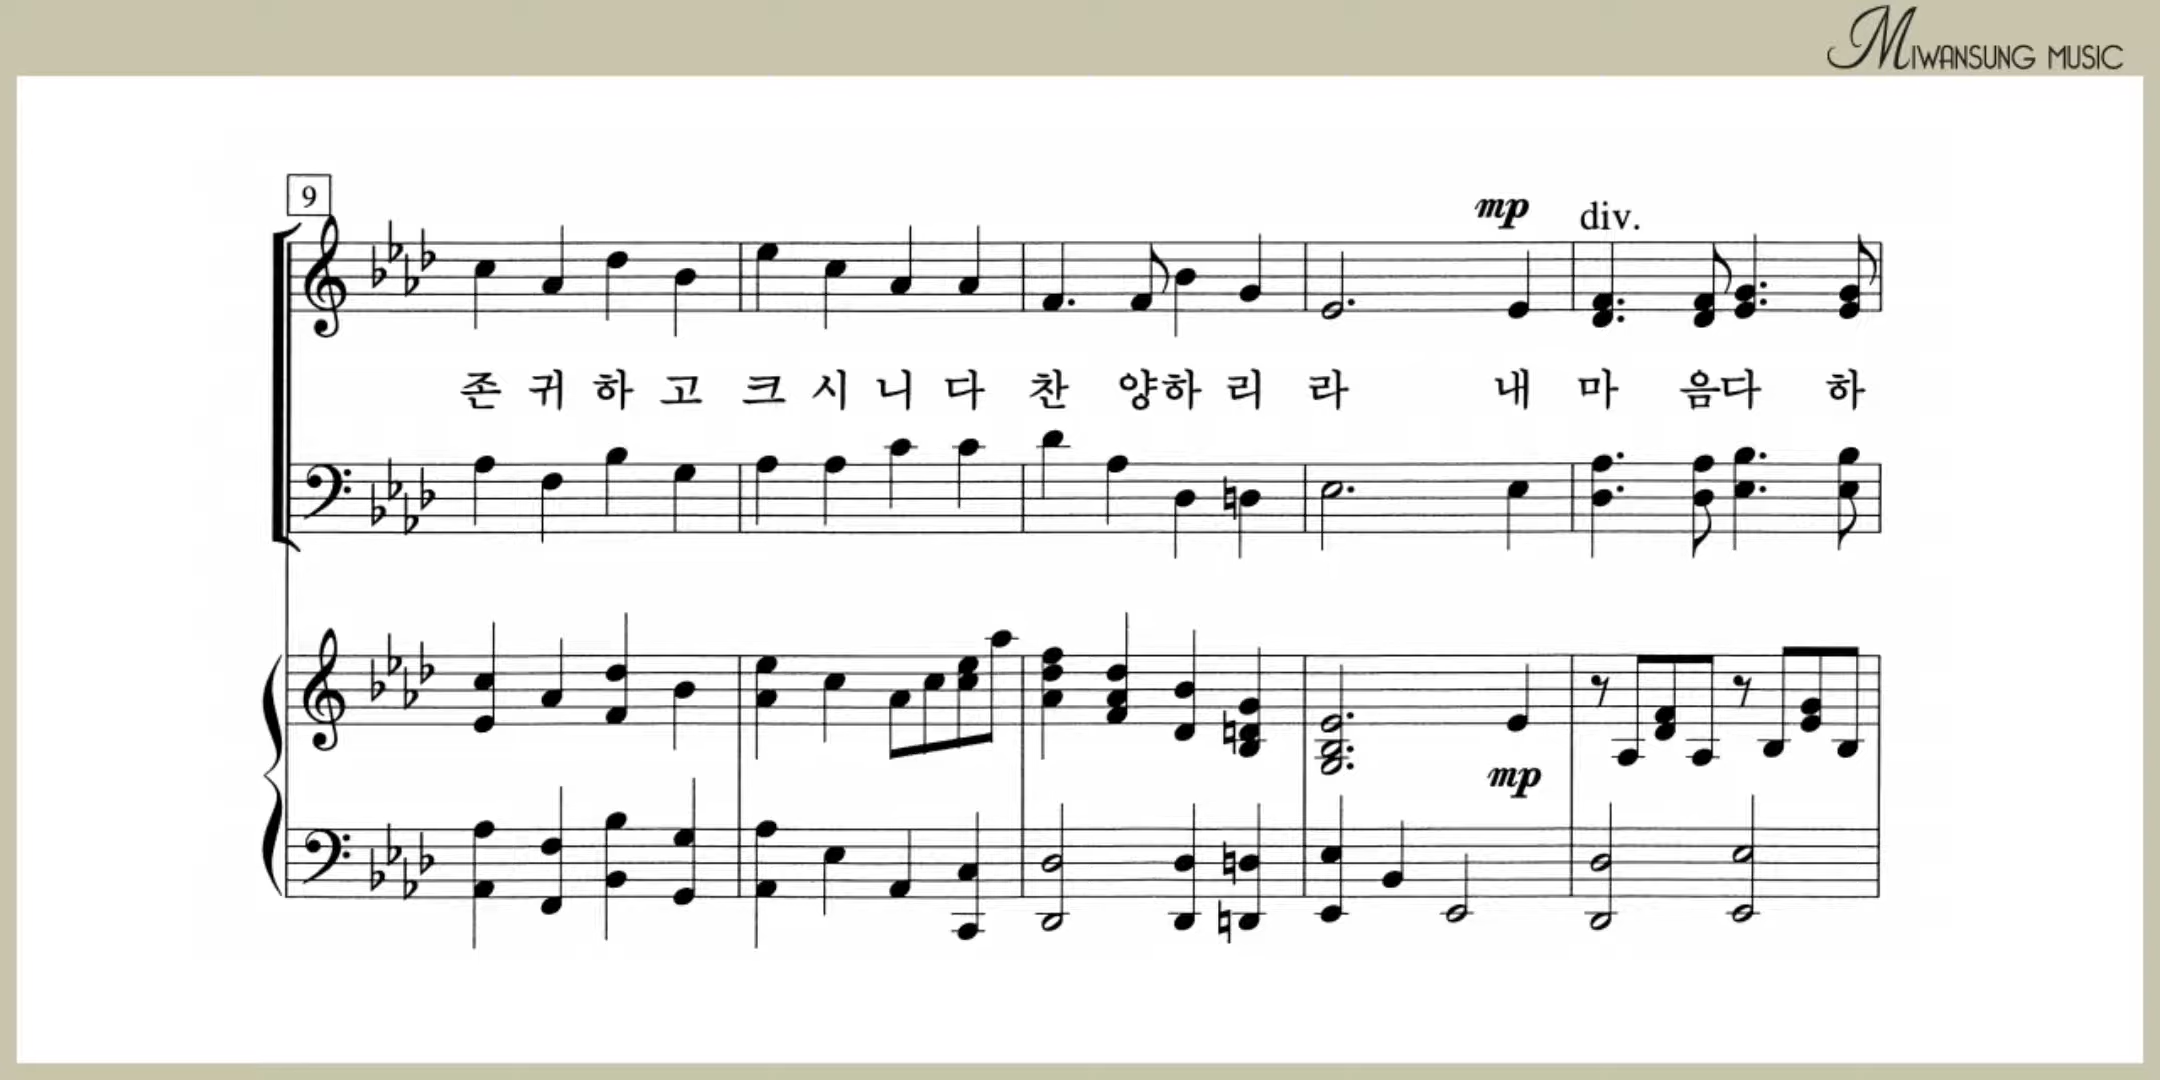 MIWANSUNG MUSIC
9
mp
div.
존 귀 하 고 크 시 니 다 찬 양하 리 라 내 마 음다 하
mp